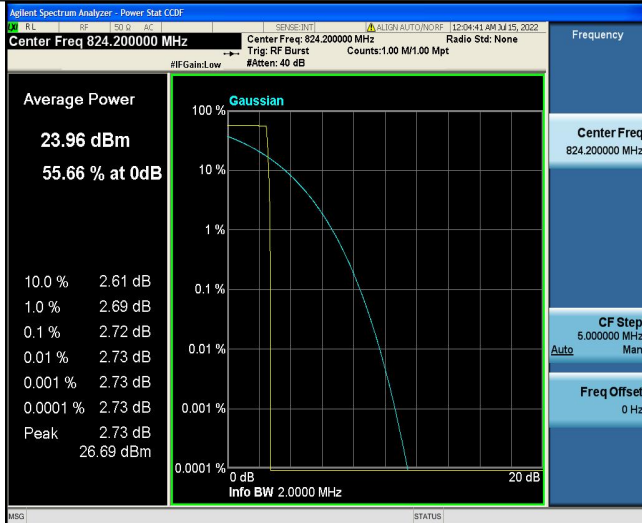 Agilent Spectrum Analyzer - Power Stat CCDF
RL RF 50 Ω AC SENSE:INT ALIGN AUTO/NO RF 12:04:41 AM Jul 15, 2022
Center Freq 824.200000 MHz
Center Freq: 824.200000 MHz Radio Std: None
Trig: RF Burst Counts:1.00 M/1.00 Mpt
#IFGain:Low #Atten: 40 dB
Frequency
Average Power
23.96 dBm
55.66 % at 0dB
10.0 % 2.61 dB
1.0 % 2.69 dB
0.1 % 2.72 dB
0.01 % 2.73 dB
0.001 % 2.73 dB
0.0001 % 2.73 dB
Peak 2.73 dB
26.69 dBm
Gaussian
100 %
10 %
1 %
0.1 %
0.01 %
0.001 %
0.0001 %
0 dB 20 dB
Info BW 2.0000 MHz
Center Freq
824.200000 MHz
CF Step
5.000000 MHz
Auto Man
Freq Offset
0 Hz
MSG STATUS